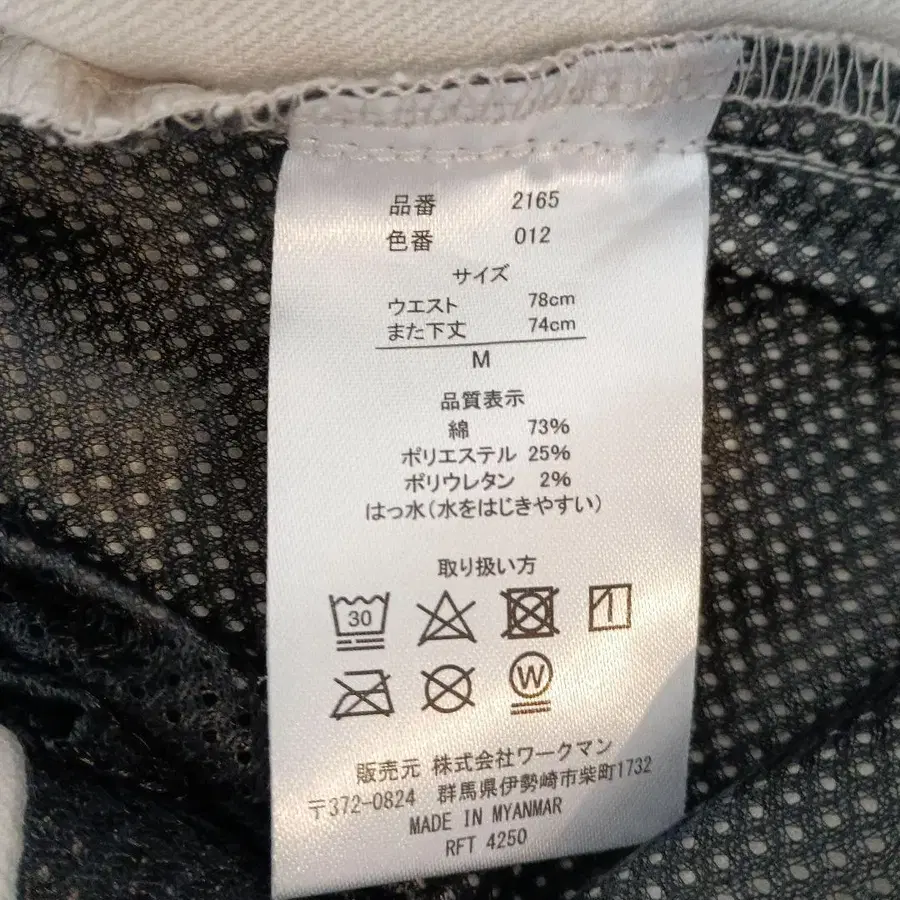 品番 2165
色番 012
サイズ
ウエスト 78cm
また下丈 74cm
M
品質表示
綿 73%
ポリエステル 25%
ポリウレタン 2%
はっ水(水をはじきやすい)
取り扱い方
30
W
販売元 株式会社ワークマン
〒372-0824 群馬県伊勢崎市柴町1732
MADE IN MYANMAR
RFT 4250